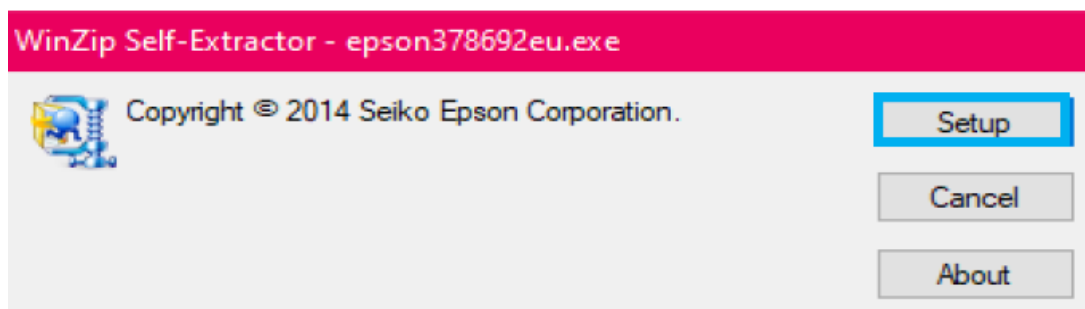 WinZip Self-Extractor - epson378692eu.exe
Copyright © 2014 Seiko Epson Corporation.
Setup
Cancel
About